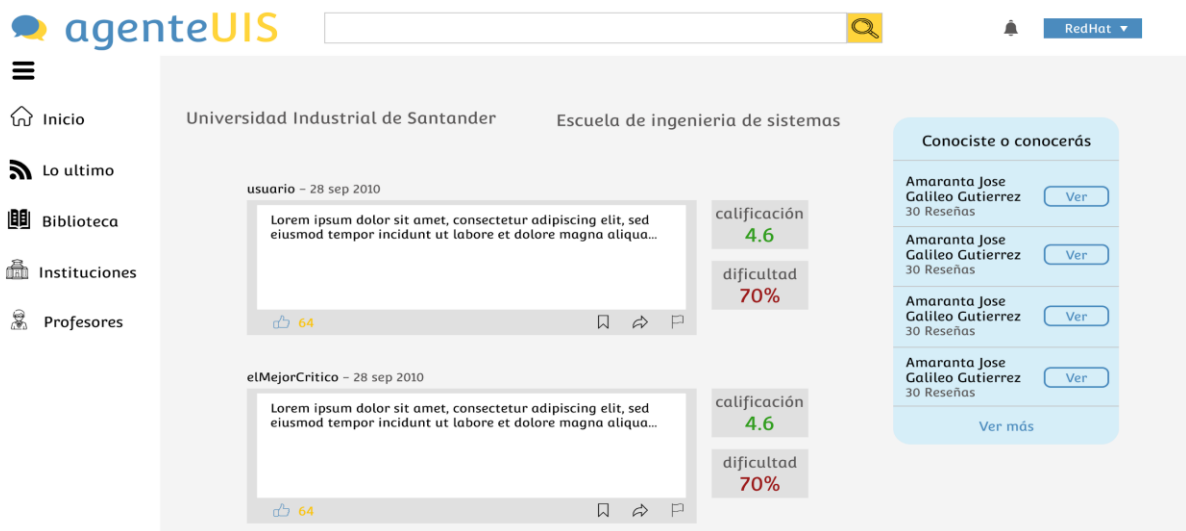 agenteUIS
RedHat
Inicio
Lo ultimo
Biblioteca
Instituciones
Profesores
Universidad Industrial de Santander
Escuela de ingenieria de sistemas
usuario – 28 sep 2010
Lorem ipsum dolor sit amet, consectetur adipiscing elit, sed
eiusmod tempor incidunt ut labore et dolore magna aliqua...
64
calificación
4.6
dificultad
70%
elMejorCritico – 28 sep 2010
Lorem ipsum dolor sit amet, consectetur adipiscing elit, sed
eiusmod tempor incidunt ut labore et dolore magna aliqua...
64
calificación
4.6
dificultad
70%
Conociste o conocerás
Amaranta Jose
Galileo Gutierrez
30 Reseñas
Ver
Amaranta Jose
Galileo Gutierrez
30 Reseñas
Ver
Amaranta Jose
Galileo Gutierrez
30 Reseñas
Ver
Amaranta Jose
Galileo Gutierrez
30 Reseñas
Ver
Ver más